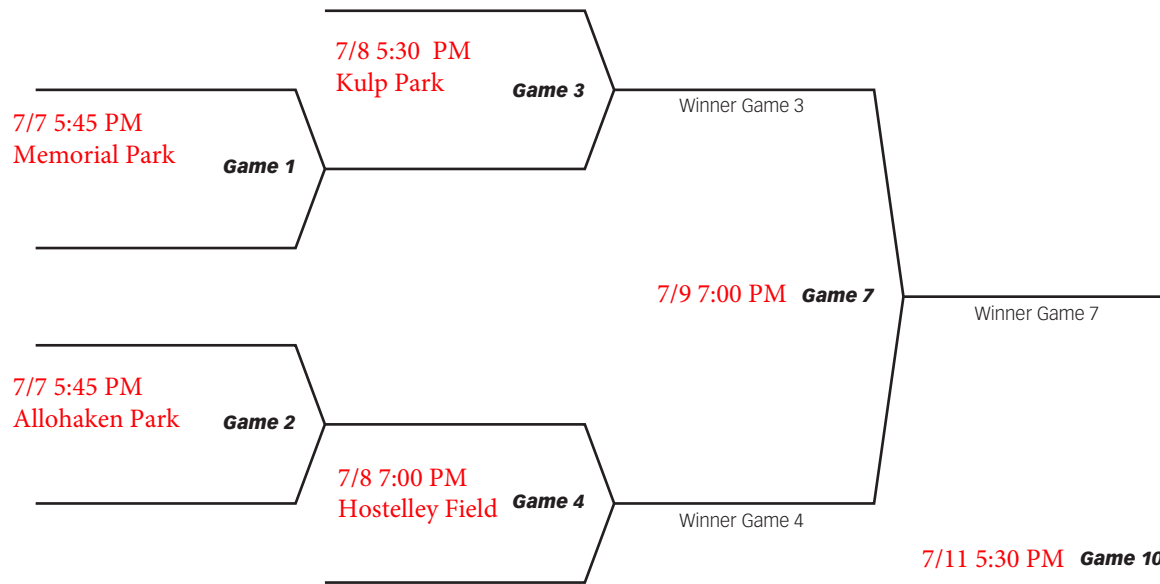 7/8 5:30 PM
Kulp Park
Game 3
Winner Game 3
7/7 5:45 PM
Memorial Park
Game 1
7/9 7:00 PM Game 7
Winner Game 7
7/7 5:45 PM
Allohaken Park
Game 2
7/8 7:00 PM
Hostelley Field
Game 4
Winner Game 4
7/11 5:30 PM Game 10